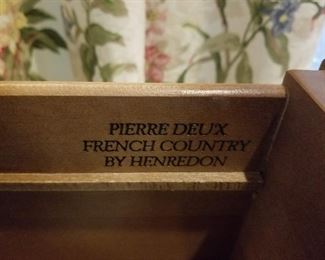 PIERRE DEUX
FRENCH COUNTRY
BY HENREDON